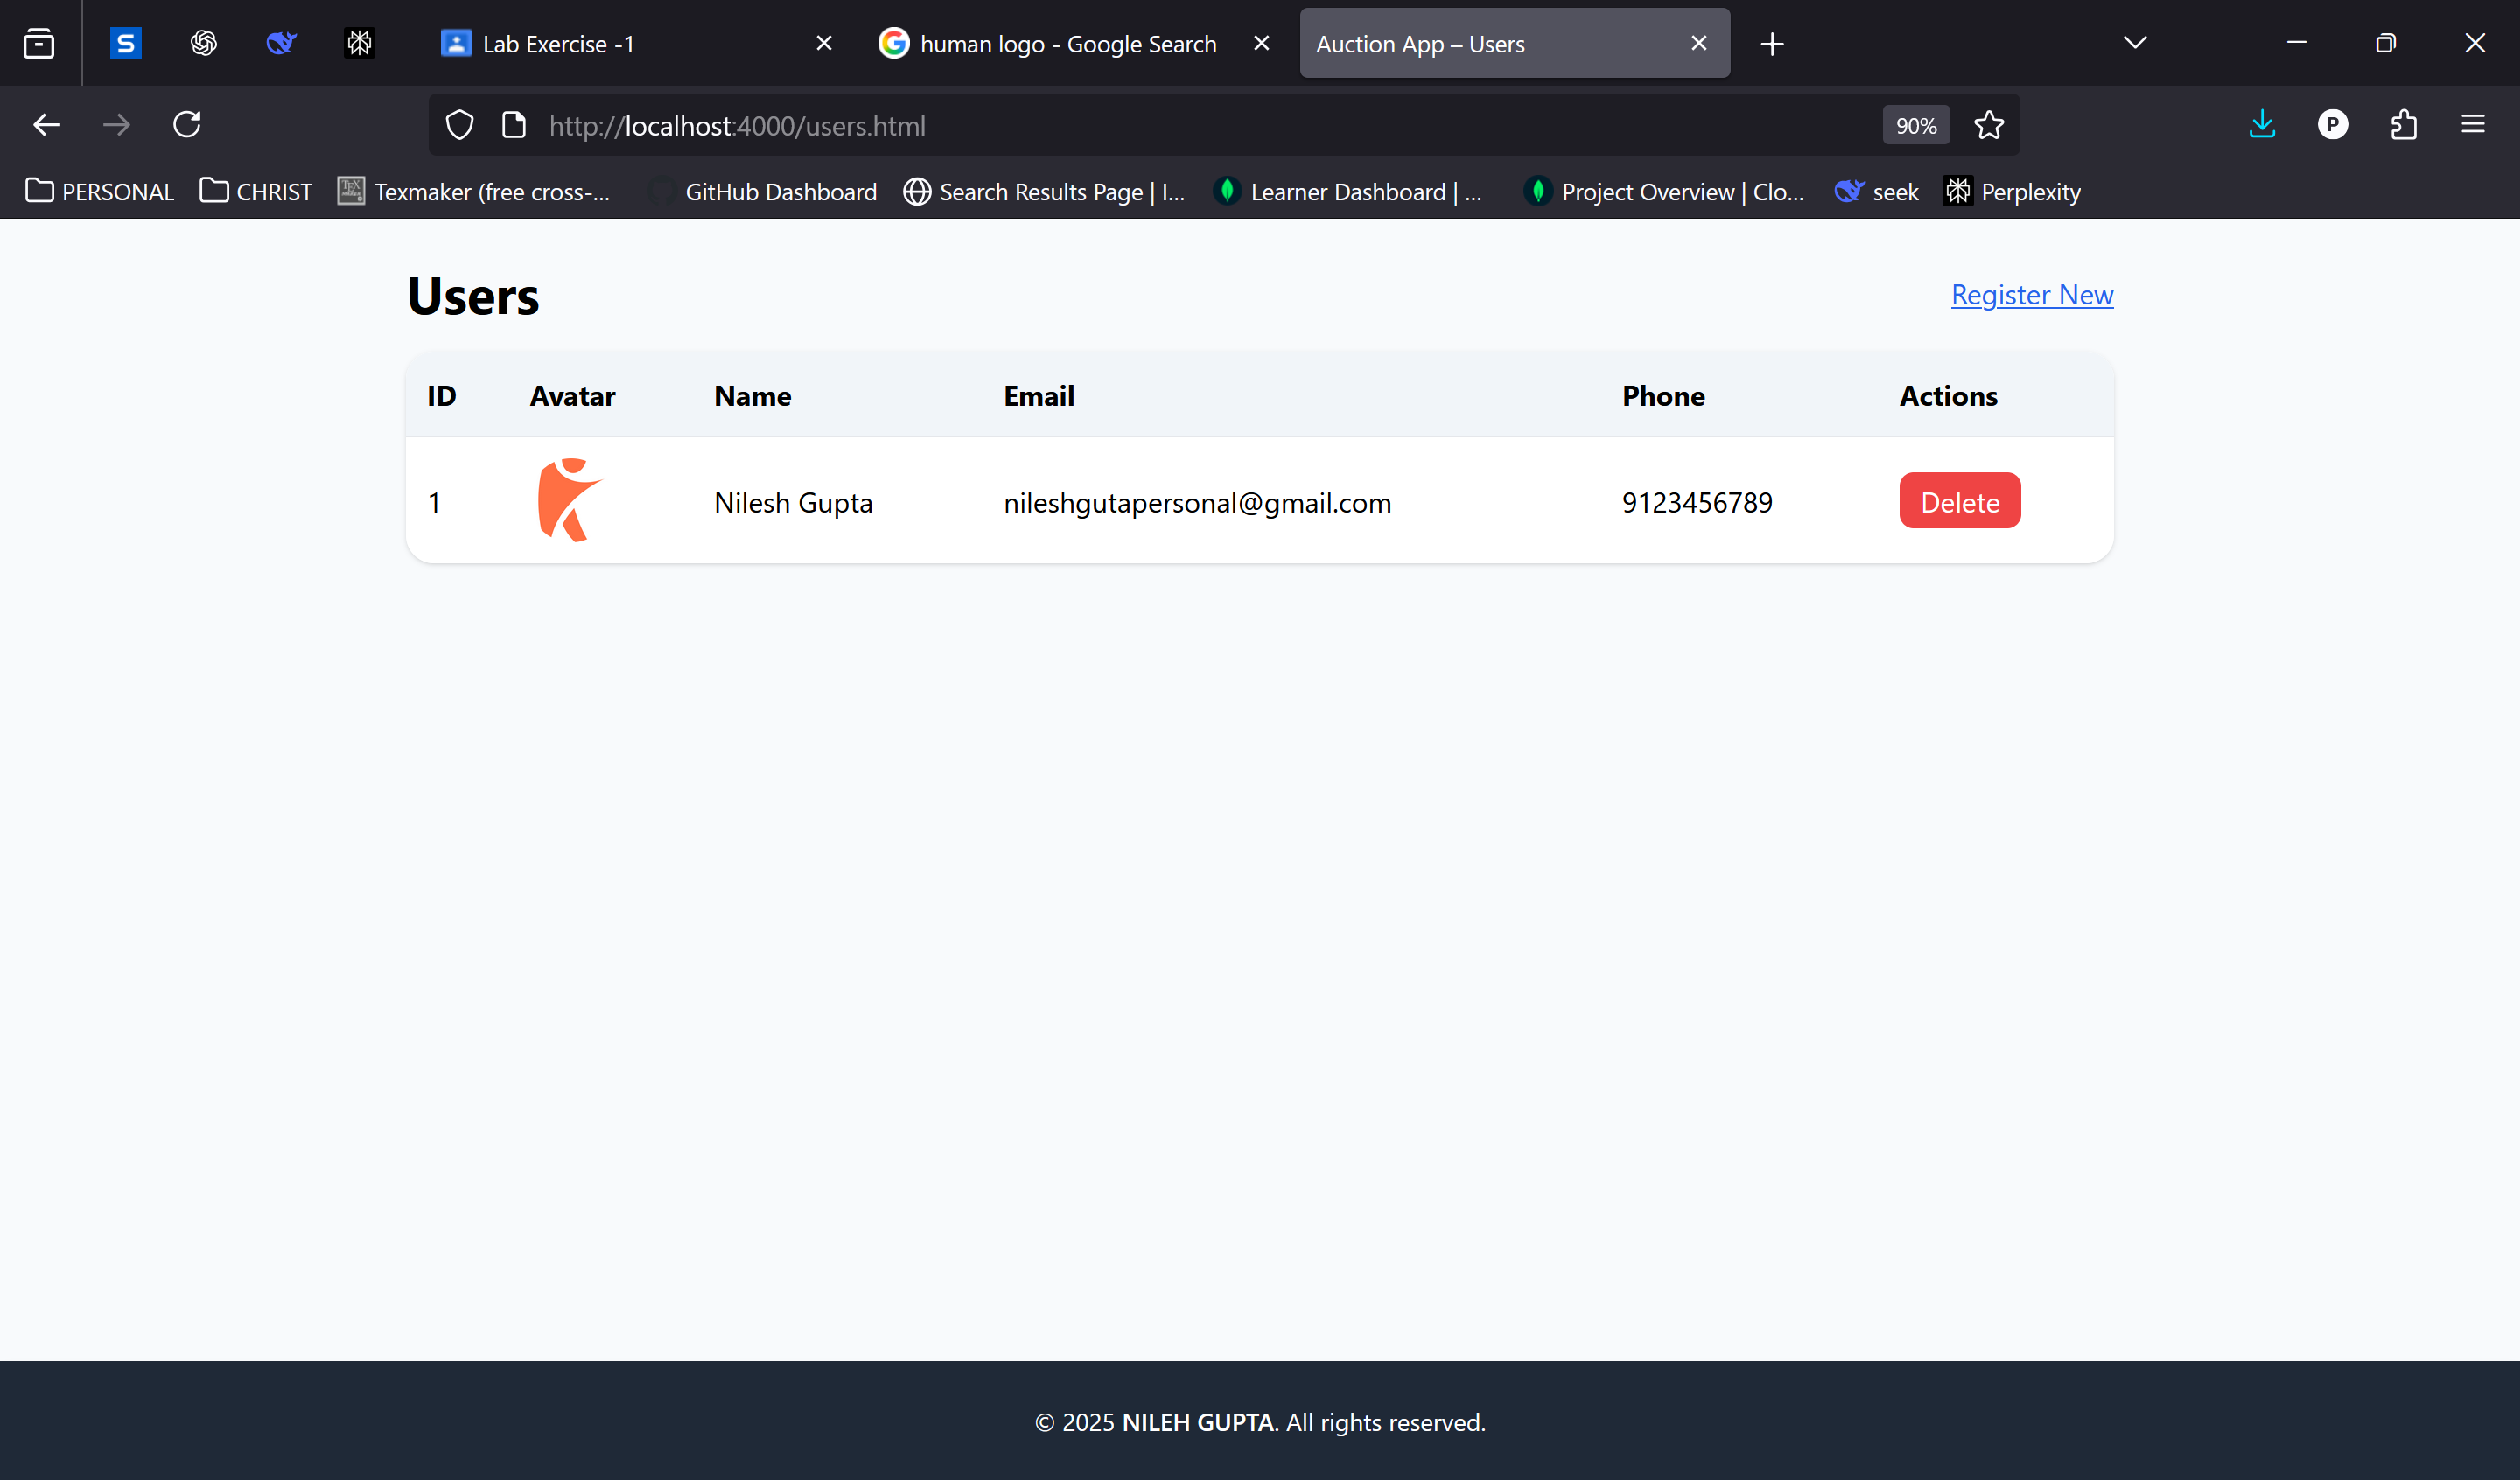 Lab Exercise -1
human logo - Google Search
Auction App – Users
http://localhost:4000/users.html
90%
P
PERSONAL
CHRIST
Texmaker (free cross-...
GitHub Dashboard
Search Results Page | I...
Learner Dashboard | ...
Project Overview | Clo...
seek
Perplexity
Users
Register New
ID Avatar Name Email Phone Actions
1 Nilesh Gupta nileshgutapersonal@gmail.com 9123456789 Delete
© 2025 NILEH GUPTA. All rights reserved.